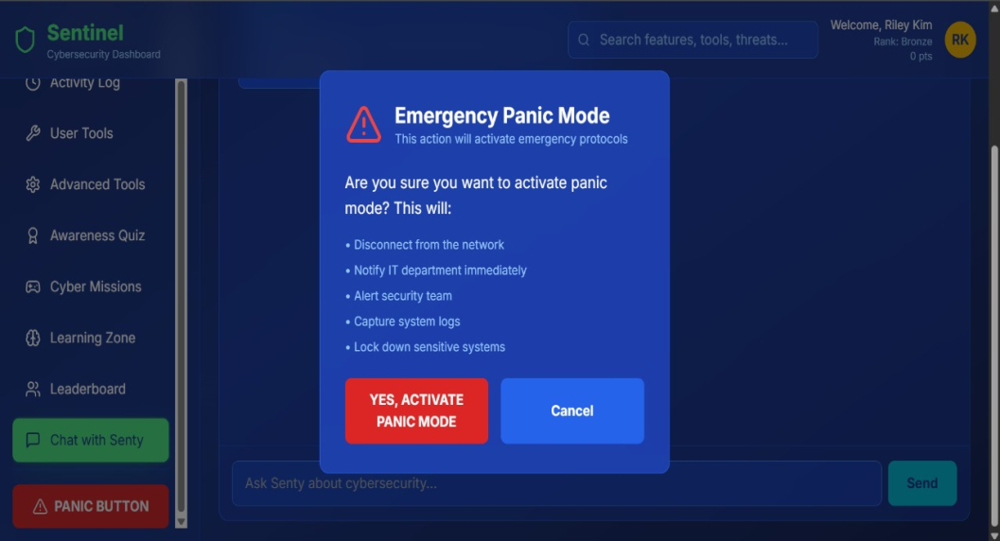 Sentinel
Cybersecurity Dashboard
Search features, tools, threats...
Welcome, Riley Kim
Rank: Bronze
0 pts
RK
Activity Log
User Tools
Advanced Tools
Awareness Quiz
Cyber Missions
Learning Zone
Leaderboard
Chat with Senty
PANIC BUTTON
Emergency Panic Mode
This action will activate emergency protocols
Are you sure you want to activate panic
mode? This will:
• Disconnect from the network
• Notify IT department immediately
• Alert security team
• Capture system logs
• Lock down sensitive systems
YES, ACTIVATE
PANIC MODE
Cancel
Ask Senty about cybersecurity...
Send